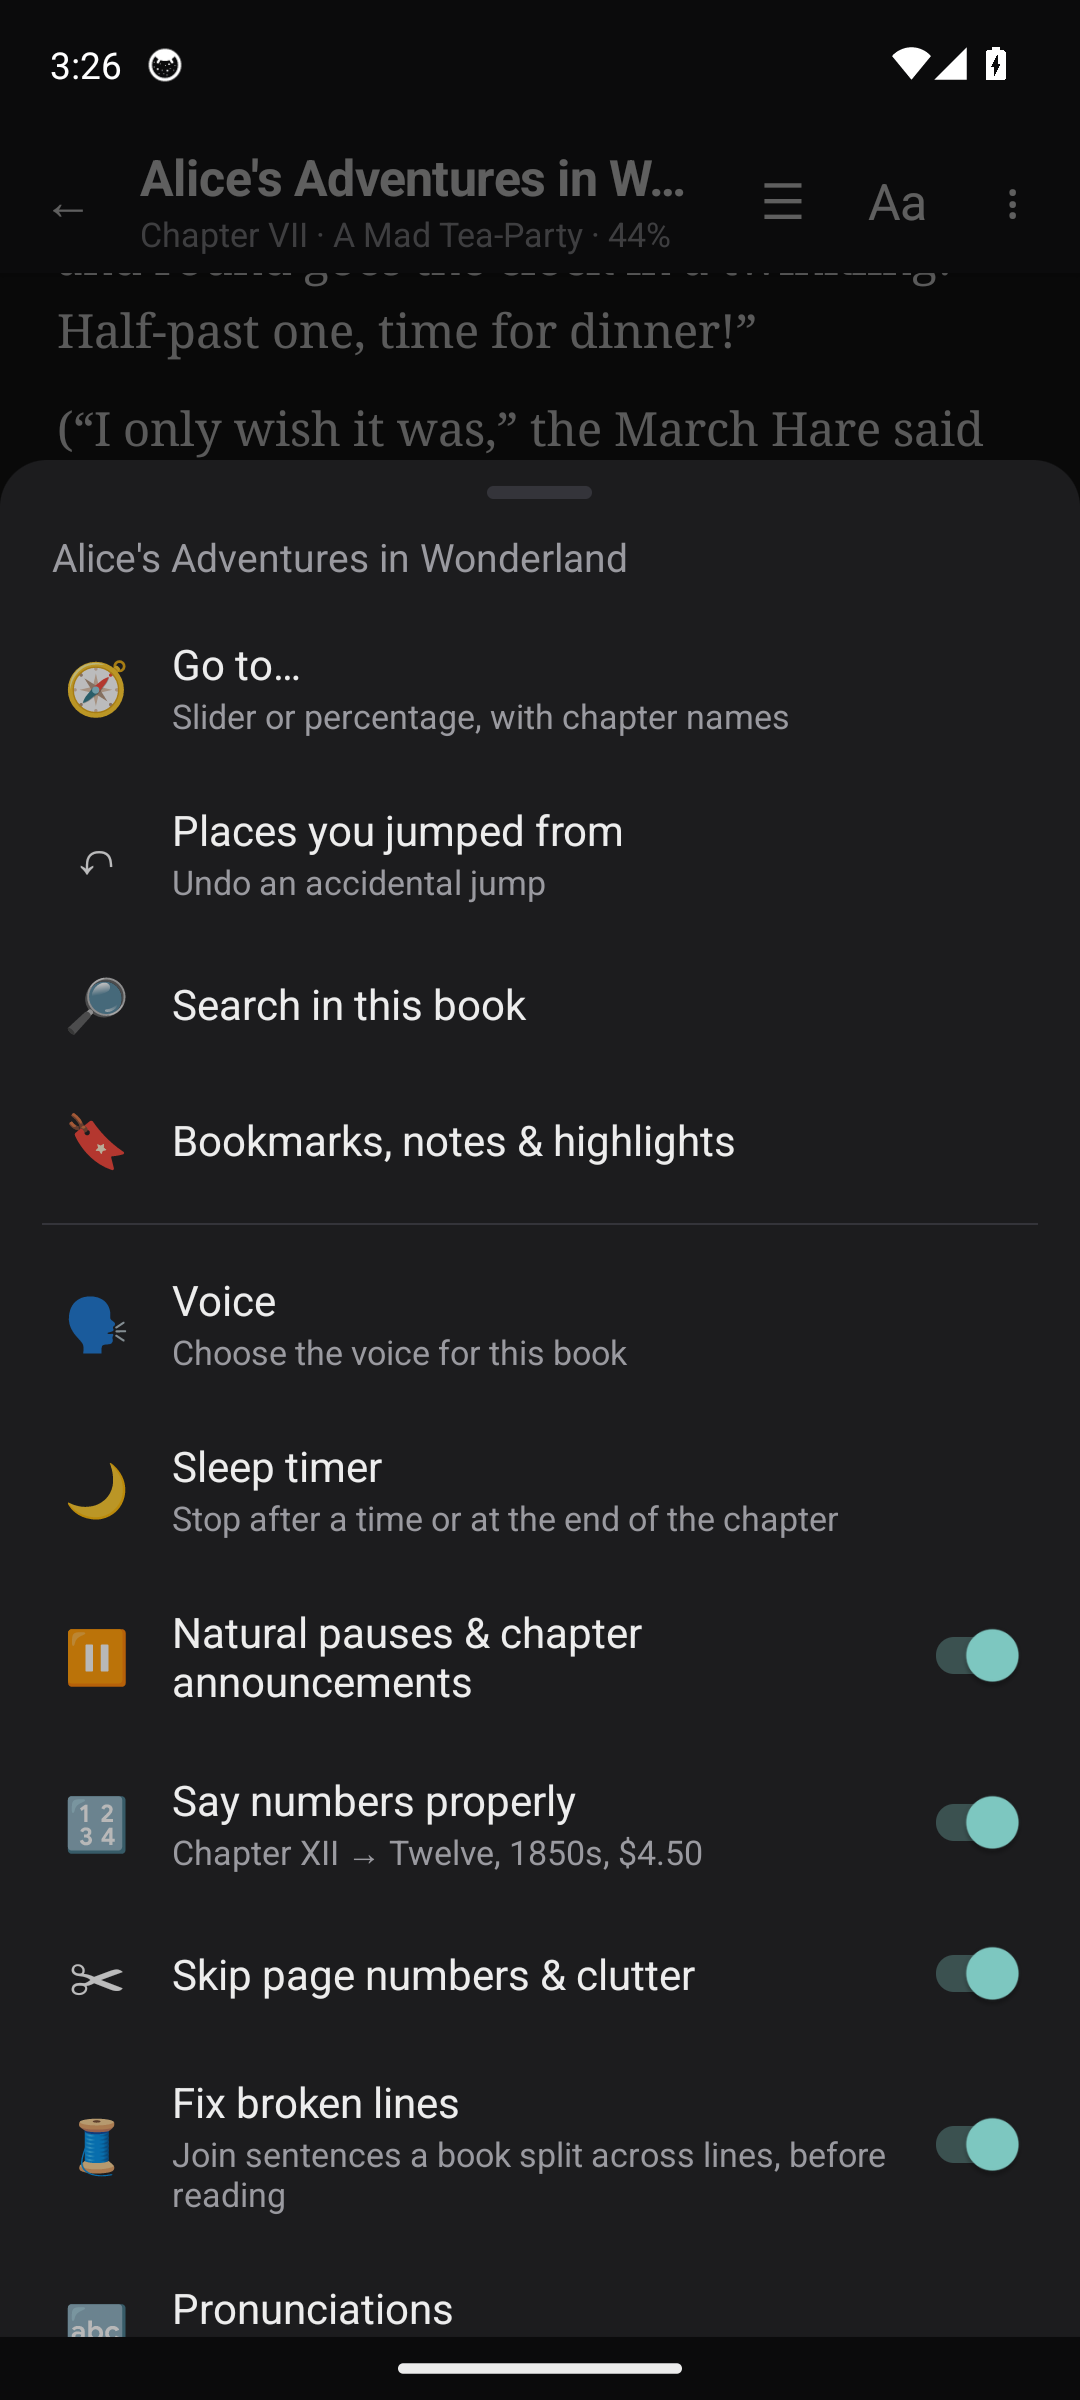 3:26
Alice's Adventures in W...
Chapter VII · A Mad Tea-Party · 44%
Aa
Half-past one, time for dinner!”
(“I only wish it was,” the March Hare said
Alice's Adventures in Wonderland
Go to...
Slider or percentage, with chapter names
Places you jumped from
Undo an accidental jump
Search in this book
Bookmarks, notes & highlights
Voice
Choose the voice for this book
Sleep timer
Stop after a time or at the end of the chapter
Natural pauses & chapter
announcements
1 2
3 4
Say numbers properly
Chapter XII → Twelve, 1850s, $4.50
Skip page numbers & clutter
Fix broken lines
Join sentences a book split across lines, before
reading
abc
Pronunciations